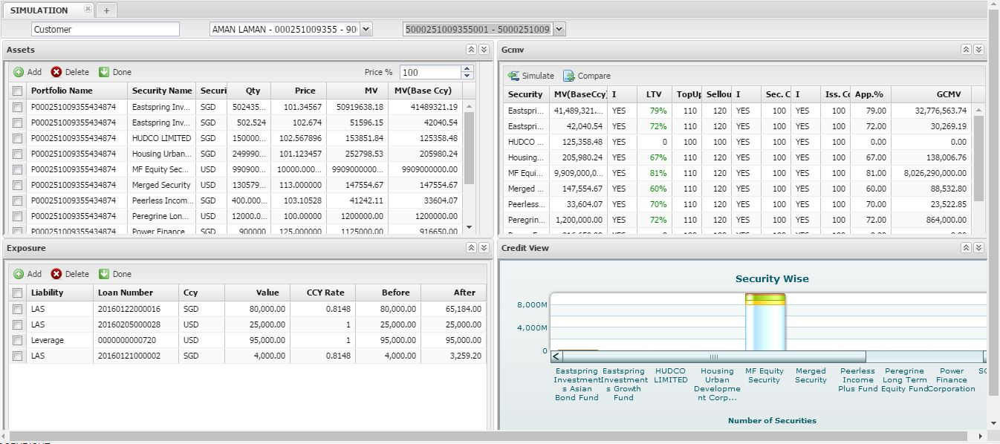 SIMULATIION
+
Customer
AMAN LAMAN - 000251009355 - 90
5000251009355001 - 5000251009
Assets
Add Delete Done Price % 100
Portfolio Name Security Name Securi Qty Price MV MV(Base Ccy)
P000251009355434874 Eastspring Inv... SGD 502435... 101.34567 50919638.18 41489321.19
P000251009355434874 Eastspring Inv... SGD 502.524 102.674 51596.15 42040.54
P000251009355434874 HUDCO LIMITED SGD 150000... 102.567896 153851.84 125358.48
P000251009355434874 Housing Urban... SGD 249990... 101.123457 252798.53 205980.24
P000251009355434874 MF Equity Sec... USD 990900... 10000.000... 9909000000... 9909000000.00
P000251009355434874 Merged Security USD 130579... 113.000000 147554.67 147554.67
P000251009355434874 Peerless Incom... SGD 400.000... 103.10528 41242.11 33604.07
P000251009355434874 Peregrine Lon... USD 12000.0... 100.00000 1200000.00 1200000.00
P000251009355434874 Power Finance SGD 900000 125.000000 1125000.00 916650.00
Gcmv
Simulate Compare
Security MV(BaseCcy) I LTV TopUp Sellou I Sec. C I Iss. Co App.% GCMV
Eastspri... 41,489,321.... YES 79% 110 120 YES 100 YES 100 79.00 32,776,563.74
Eastspri... 42,040.54 YES 72% 110 120 YES 100 YES 100 72.00 30,269.19
HUDCO ... 125,358.48 YES 0 100 100 YES 100 YES 100 0.00 0.00
Housing... 205,980.24 YES 67% 110 120 YES 100 YES 100 67.00 138,006.76
MF Equi... 9,909,000,0... YES 81% 110 120 YES 100 YES 100 81.00 8,026,290,000.00
Merged ... 147,554.67 YES 60% 110 120 YES 100 YES 100 60.00 88,532.80
Peerless... 33,604.07 YES 70% 110 120 YES 100 YES 100 70.00 23,522.85
Peregrin... 1,200,000.00 YES 72% 110 120 YES 100 YES 100 72.00 864,000.00
Exposure
Add Delete Done
Liability Loan Number Ccy Value CCY Rate Before After
LAS 20160122000016 SGD 80,000.00 0.8148 80,000.00 65,184.00
LAS 20160205000028 USD 25,000.00 1 25,000.00 25,000.00
Leverage 0000000000720 USD 95,000.00 1 95,000.00 95,000.00
LAS 20160121000002 SGD 4,000.00 0.8148 4,000.00 3,259.20
Credit View
Security Wise
8,000M
4,000M
0
Eastspring Eastspring HUDCO Housing MF Equity Merged Peerless Peregrine Power
Investment Investment LIMITED Urban Security Security Income Long Term Finance
s Asian s Growth Developme Plus Fund Equity Fund Corporation
Bond Fund Fund nt Corp...
Number of Securities